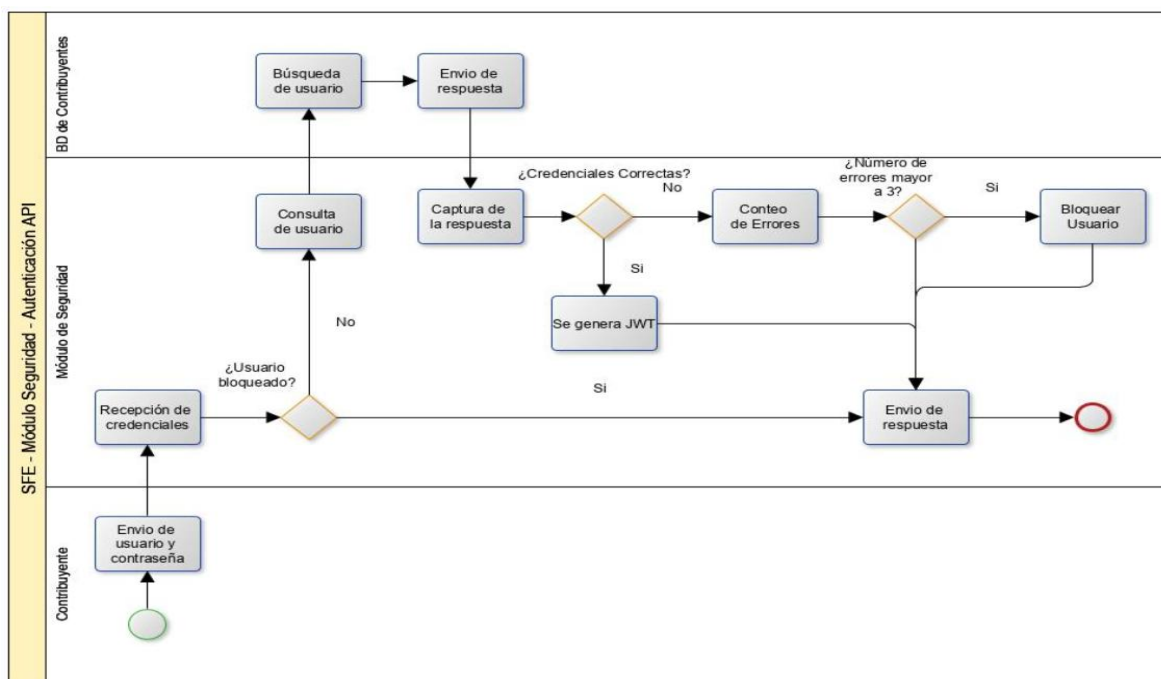 SFE - Módulo Seguridad - Autenticación API
BD de Contribuyentes
Búsqueda
de usuario
Envio de
respuesta
Módulo de Seguridad
¿Credenciales Correctas?
No
¿Número de
errores mayor
a 3?
Si
Consulta
de usuario
Captura de
la respuesta
Conteo
de Errores
Bloquear
Usuario
Si
Se genera JWT
No
¿Usuario
bloqueado?
Si
Recepción de
credenciales
Envio de
respuesta
Contribuyente
Envio de
usuario y
contraseña